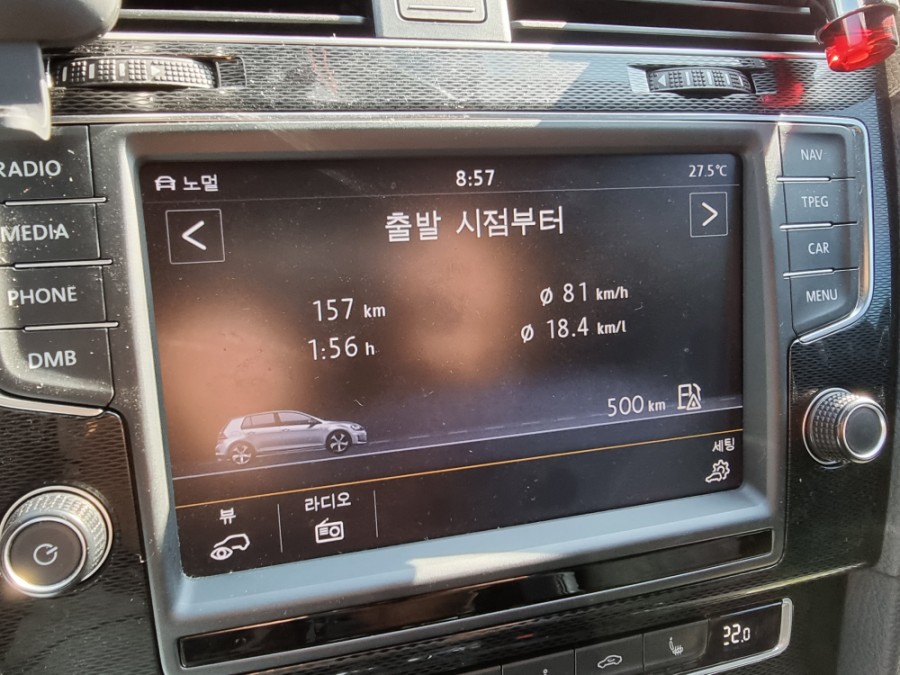 RADIO
MEDIA
PHONE
DMB
노멀
8:57
27.5°C
<
출발 시점부터
>
157 km
1:56 h
ø 81 km/h
ø 18.4 km/l
500 km
세팅
뷰
라디오
NAV
TPEG
CAR
MENU
22.0